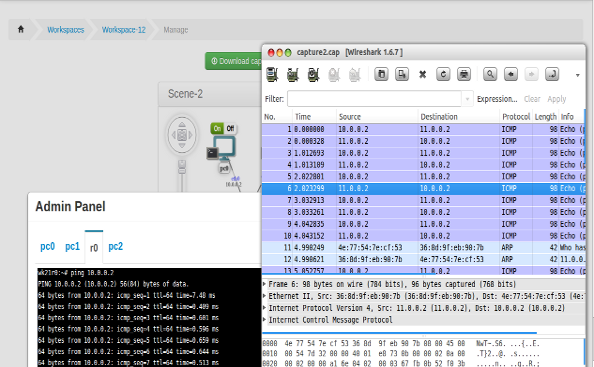 Workspaces Workspace-12 Manage
Download cap
Scene-2
On Off
pc0
10.0.0.2
capture2.cap [Wireshark 1.6.7 ]
Filter: Expression... Clear Apply
No. Time Source Destination Protocol Length Info
1 0.000000 10.0.0.2 11.0.0.2 ICMP 98 Echo (p
2 0.000328 11.0.0.2 10.0.0.2 ICMP 98 Echo (p
3 1.012693 10.0.0.2 11.0.0.2 ICMP 98 Echo (p
4 1.013109 11.0.0.2 10.0.0.2 ICMP 98 Echo (p
5 2.022801 10.0.0.2 11.0.0.2 ICMP 98 Echo (p
6 2.023299 11.0.0.2 10.0.0.2 ICMP 98 Echo (p
7 3.032913 10.0.0.2 11.0.0.2 ICMP 98 Echo (p
8 3.033261 11.0.0.2 10.0.0.2 ICMP 98 Echo (p
9 4.042835 10.0.0.2 11.0.0.2 ICMP 98 Echo (p
10 4.043152 11.0.0.2 10.0.0.2 ICMP 98 Echo (p
11 4.990249 4e:77:54:7e:cf:53 36:8d:9f:eb:90:7b ARP 42 Who has
12 4.990621 36:8d:9f:eb:90:7b 4e:77:54:7e:cf:53 ARP 42 11.0.0.
13 5.052757 10.0.0.2 11.0.0.2 ICMP 98 Echo (p
Frame 6: 98 bytes on wire (784 bits), 96 bytes captured (768 bits)
Ethernet II, Src: 36:8d:9f:eb:90:7b (36:8d:9f:eb:90:7b), Dst: 4e:77:54:7e:cf:53 (4e:
Internet Protocol Version 4, Src: 11.0.0.2 (11.0.0.2), Dst: 10.0.0.2 (10.0.0.2)
Internet Control Message Protocol
0000 4e 77 54 7e cf 53 36 8d 9f eb 90 7b 08 00 45 00 NwT~.S6. ...{..E.
0010 00 54 7d 32 00 00 40 01 e0 73 0b 00 00 02 0a 00 .T}2..@. .s......
0020 00 02 00 00 a1 6e 04 02 00 03 67 fb 0b 52 f8 3b
Admin Panel
pc0 pc1 r0 pc2
wk21r0:~# ping 10.0.0.2
PING 10.0.0.2 (10.0.0.2) 56(84) bytes of data.
64 bytes from 10.0.0.2: icmp_seq=1 ttl=64 time=7.48 ms
64 bytes from 10.0.0.2: icmp_seq=2 ttl=64 time=0.409 ms
64 bytes from 10.0.0.2: icmp_seq=3 ttl=64 time=0.601 ms
64 bytes from 10.0.0.2: icmp_seq=4 ttl=64 time=0.596 ms
64 bytes from 10.0.0.2: icmp_seq=5 ttl=64 time=0.659 ms
64 bytes from 10.0.0.2: icmp_seq=6 ttl=64 time=0.644 ms
64 bytes from 10.0.0.2: icmp_seq=7 ttl=64 time=0.513 ms